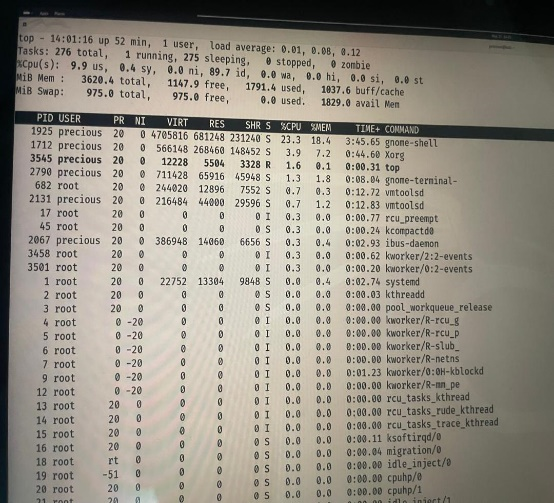 top - 14:01:16 up 52 min,  1 user,  load average: 0.01, 0.08, 0.12
Tasks: 276 total,   1 running, 275 sleeping,   0 stopped,   0 zombie
%Cpu(s):  9.9 us,  0.4 sy,  0.0 ni, 89.7 id,  0.0 wa,  0.0 hi,  0.0 si,  0.0 st
MiB Mem :   3620.4 total,   1147.9 free,   1791.4 used,   1037.6 buff/cache
MiB Swap:    975.0 total,    975.0 free,      0.0 used.   1829.0 avail Mem
PID USER PR NI VIRT RES SHR S %CPU %MEM TIME+ COMMAND
1925 precious 20 0 4705816 681248 231240 S 23.3 18.4 3:45.65 gnome-shell
1712 precious 20 0 566148 268460 148452 S 3.9 7.2 0:44.60 Xorg
3545 precious 20 0 12228 5504 3328 R 1.6 0.1 0:00.31 top
2790 precious 20 0 711428 65916 45948 S 1.3 1.8 0:08.04 gnome-terminal-
682 root 20 0 244020 12896 7552 S 0.7 0.3 0:12.72 vmtoolsd
2131 precious 20 0 216484 44000 29596 S 0.7 1.2 0:12.83 vmtoolsd
17 root 20 0 0 0 0 I 0.3 0.0 0:00.77 rcu_preempt
45 root 20 0 0 0 0 S 0.3 0.0 0:00.24 kcompactd0
2067 precious 20 0 386948 14060 6656 S 0.3 0.4 0:02.93 ibus-daemon
3458 root 20 0 0 0 0 I 0.3 0.0 0:00.62 kworker/2:2-events
3501 root 20 0 0 0 0 I 0.3 0.0 0:00.20 kworker/0:2-events
1 root 20 0 22752 13304 9848 S 0.0 0.4 0:02.74 systemd
2 root 20 0 0 0 0 S 0.0 0.0 0:00.03 kthreadd
3 root 20 0 0 0 0 S 0.0 0.0 0:00.00 pool_workqueue_release
4 root 0 -20 0 0 0 I 0.0 0.0 0:00.00 kworker/R-rcu_g
5 root 0 -20 0 0 0 I 0.0 0.0 0:00.00 kworker/R-rcu_p
6 root 0 -20 0 0 0 I 0.0 0.0 0:00.00 kworker/R-slub_
7 root 0 -20 0 0 0 I 0.0 0.0 0:00.00 kworker/R-netns
9 root 0 -20 0 0 0 I 0.0 0.0 0:01.23 kworker/0:0H-kblockd
12 root 0 -20 0 0 0 I 0.0 0.0 0:00.00 kworker/R-mm_pe
13 root 20 0 0 0 0 I 0.0 0.0 0:00.00 rcu_tasks_kthread
14 root 20 0 0 0 0 I 0.0 0.0 0:00.00 rcu_tasks_rude_kthread
15 root 20 0 0 0 0 I 0.0 0.0 0:00.00 rcu_tasks_trace_kthread
16 root 20 0 0 0 0 S 0.0 0.0 0:00.11 ksoftirqd/0
18 root rt 0 0 0 0 S 0.0 0.0 0:00.04 migration/0
19 root -51 0 0 0 0 S 0.0 0.0 0:00.00 idle_inject/0
20 root 20 0 0 0 0 S 0.0 0.0 0:00.00 cpuhp/0
21 root 20 0 0 0 0 S 0.0 0.0 0:00.00 cpuhp/1